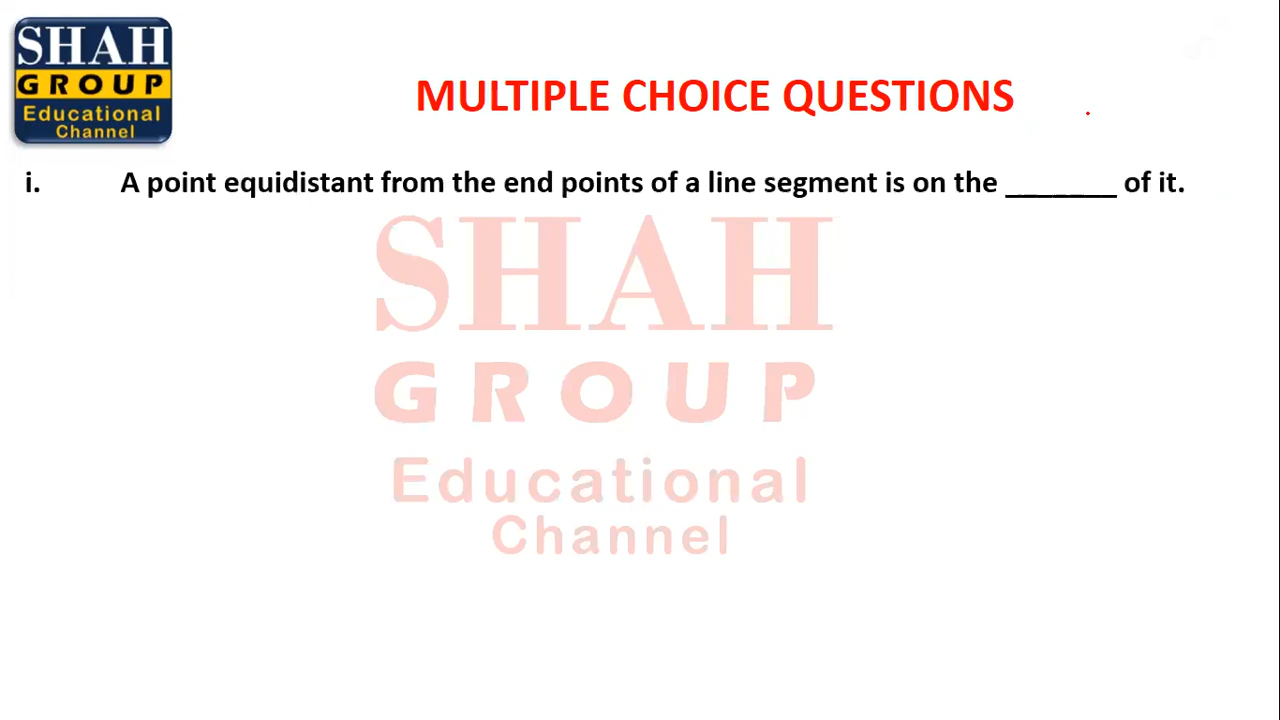 SHAH
GROUP
Educational
Channel
MULTIPLE CHOICE QUESTIONS
i. A point equidistant from the end points of a line segment is on the _______ of it.
SHAH
GROUP
Educational
Channel